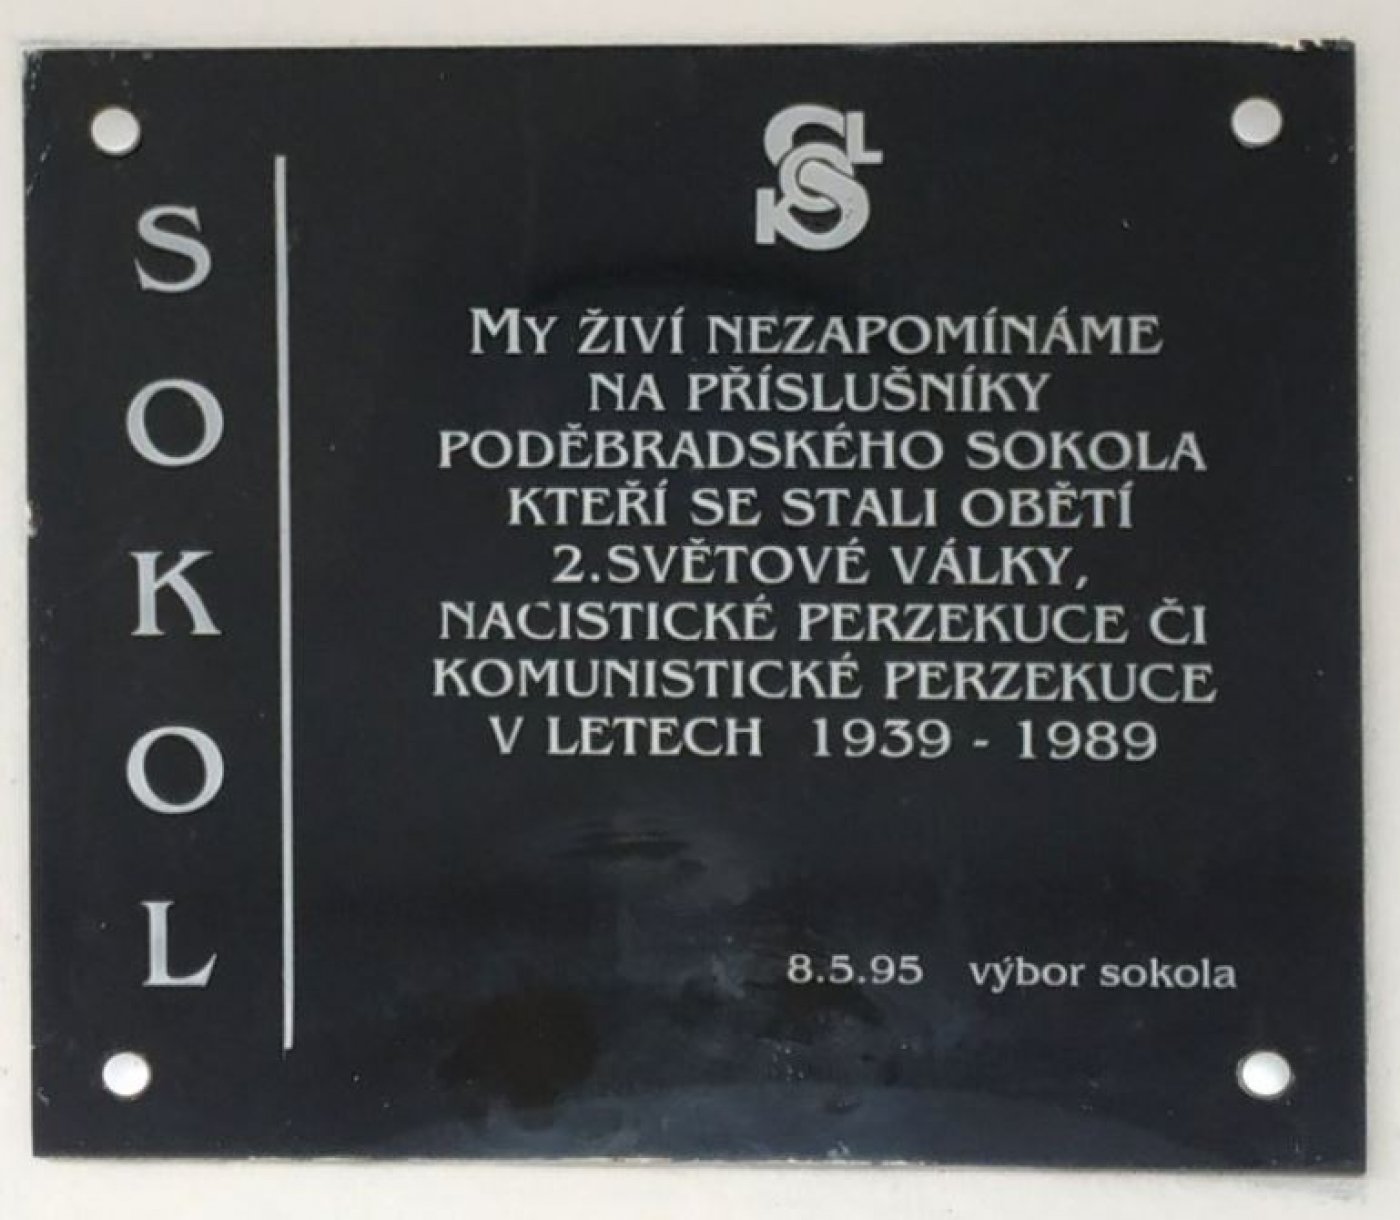 SOKOL
MY ŽIVÍ NEZAPOMÍNÁME
NA PŘÍSLUŠNÍKY
PODĚBRADSKÉHO SOKOLA
KTEŘÍ SE STALI OBĚTÍ
2.SVĚTOVÉ VÁLKY,
NACISTICKÉ PERZEKUCE ČI
KOMUNISTICKÉ PERZEKUCE
V LETECH 1939 - 1989
8.5.95 výbor sokola